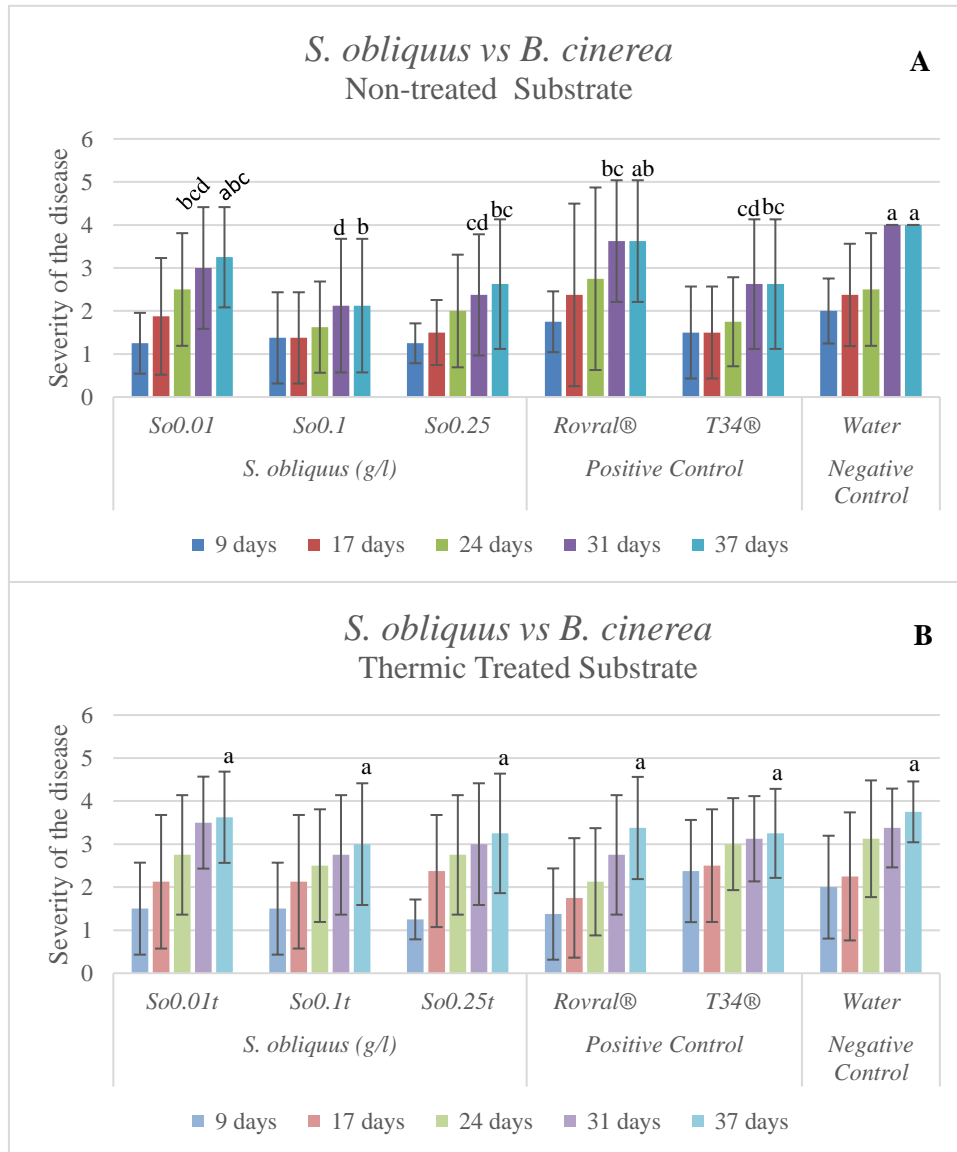 S. obliquus vs B. cinerea
Non-treated Substrate
A
Severity of the disease
6
5
4
3
2
1
0
bcd abc
d b
cd bc
bc ab
cd bc
a a
So0.01 So0.1 So0.25 Rovral® T34® Water
S. obliquus (g/l) Positive Control Negative
Control
9 days 17 days 24 days 31 days 37 days
S. obliquus vs B. cinerea
Thermic Treated Substrate
B
Severity of the disease
6
5
4
3
2
1
0
a a a a a a
So0.01t So0.1t So0.25t Rovral® T34® Water
S. obliquus (g/l) Positive Control Negative
Control
9 days 17 days 24 days 31 days 37 days